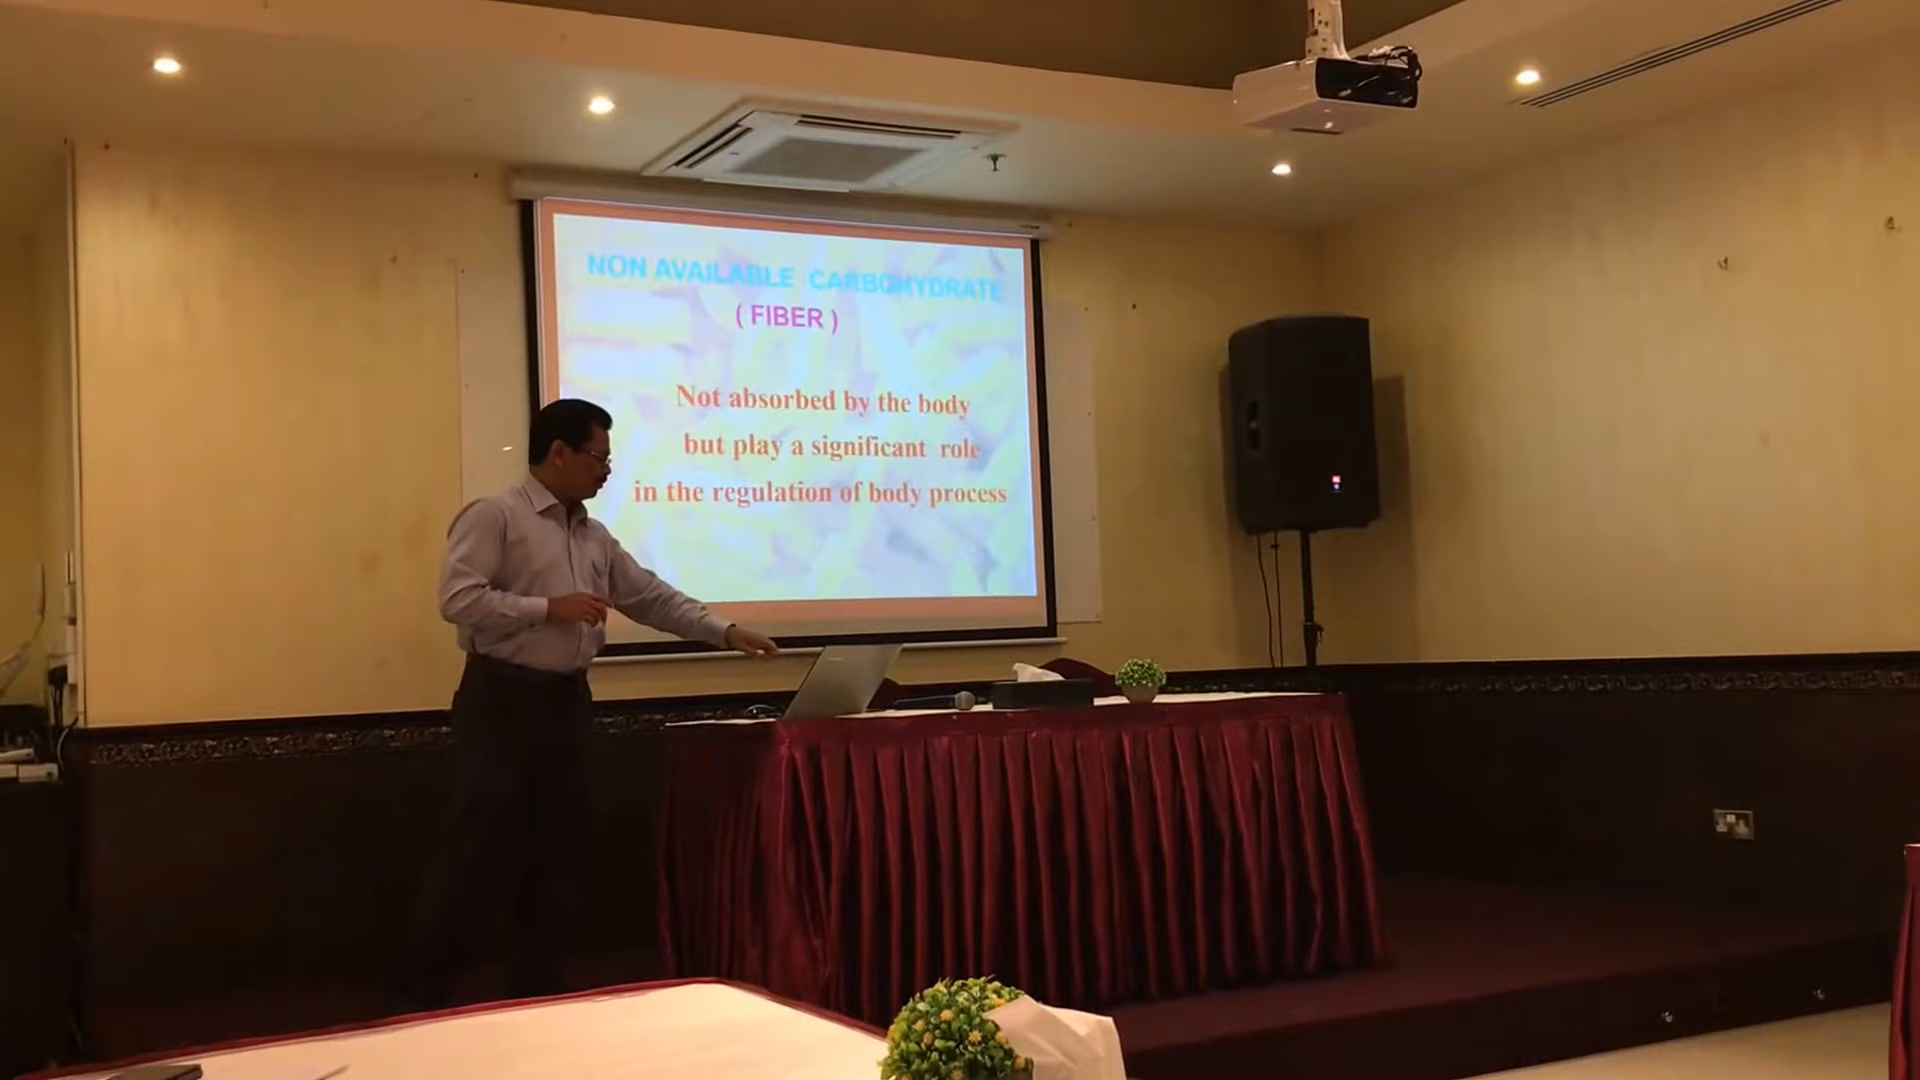 NON AVAILABLE CARBOHYDRATE
( FIBER )
Not absorbed by the body
but play a significant role
in the regulation of body process